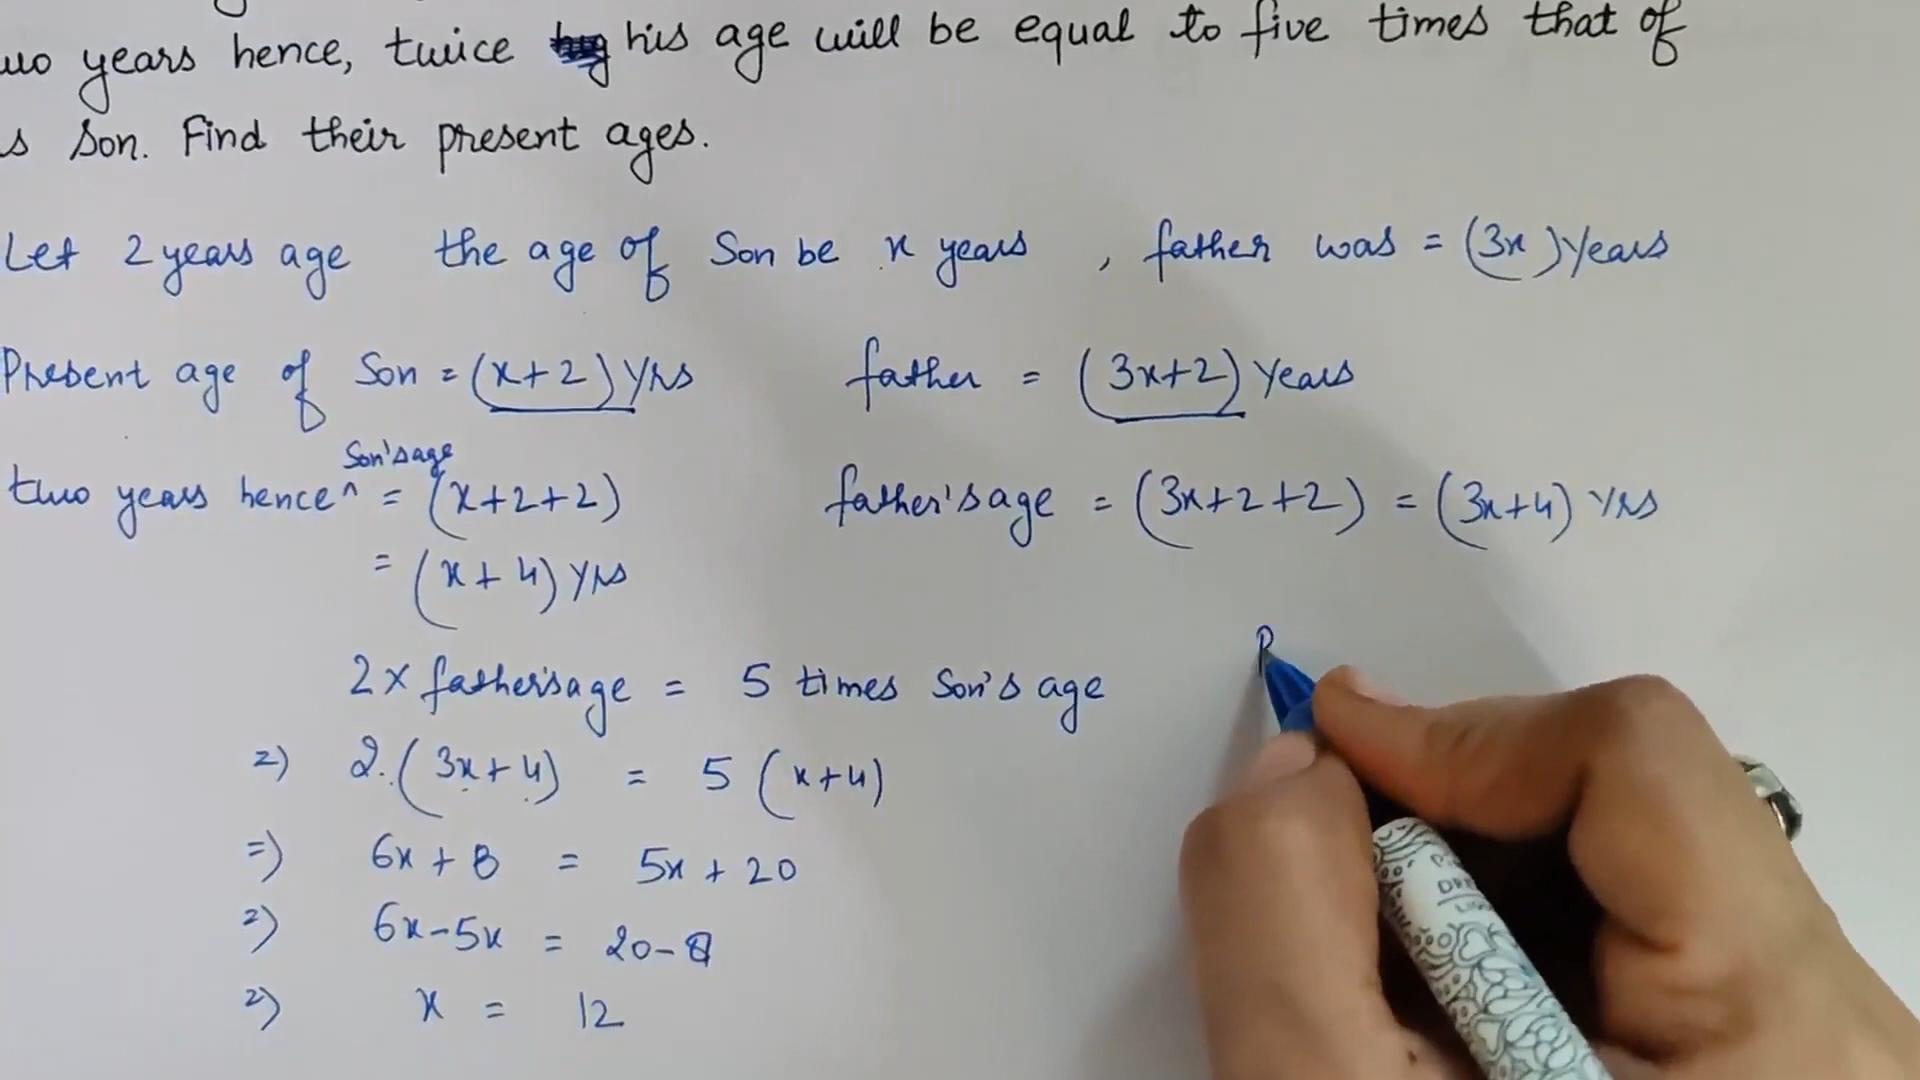 years hence, twice his age will be equal to five times that of
Son. Find their present ages.
Let 2 years age the age of Son be x years , father was = (3x) Years
Present age of Son = (x+2) Yrs father = (3x+2) Years
Son's age
two years hence ^ = (x+2+2) father's age = (3x+2+2) = (3x+4) Yrs
= (x+4) Yrs
P
2x father's age = 5 times Son's age
=) 2.(3x+4) = 5 (x+4)
=) 6x + 8 = 5x + 20
=) 6x-5x = 20-8
=) x = 12